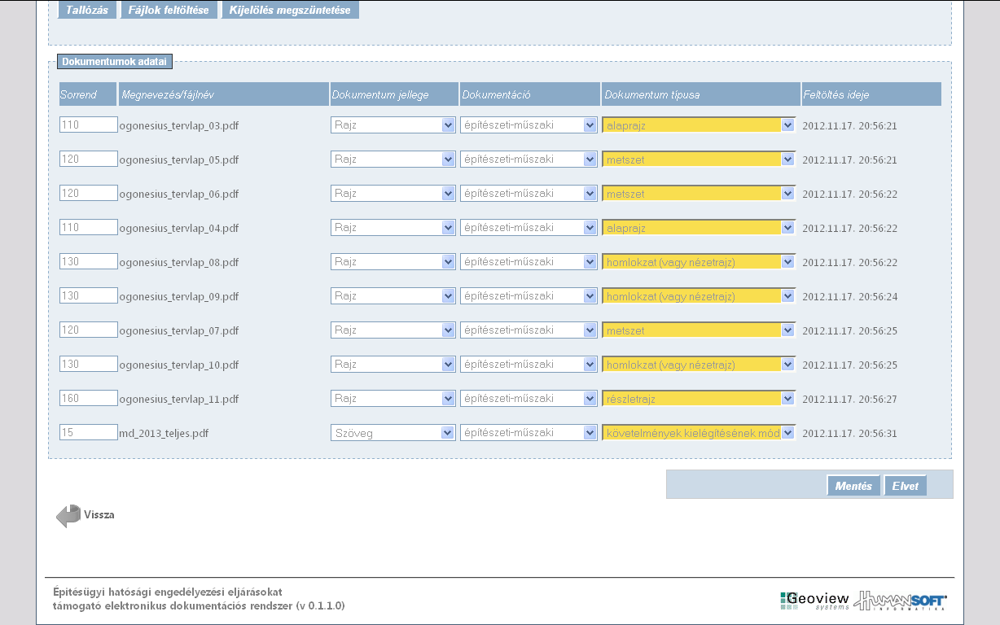 Tallózás Fájlok feltöltése Kijelölés megszüntetése
Dokumentumok adatai
Sorrend Megnevezés/fájlnév Dokumentum jellege Dokumentáció Dokumentum típusa Feltöltés ideje
110 ogonesius_tervlap_03.pdf Rajz építészeti-műszaki alaprajz 2012.11.17. 20:56:21
120 ogonesius_tervlap_05.pdf Rajz építészeti-műszaki metszet 2012.11.17. 20:56:21
120 ogonesius_tervlap_06.pdf Rajz építészeti-műszaki metszet 2012.11.17. 20:56:22
110 ogonesius_tervlap_04.pdf Rajz építészeti-műszaki alaprajz 2012.11.17. 20:56:22
130 ogonesius_tervlap_08.pdf Rajz építészeti-műszaki homlokzat (vagy nézetrajz) 2012.11.17. 20:56:22
130 ogonesius_tervlap_09.pdf Rajz építészeti-műszaki homlokzat (vagy nézetrajz) 2012.11.17. 20:56:24
120 ogonesius_tervlap_07.pdf Rajz építészeti-műszaki metszet 2012.11.17. 20:56:25
130 ogonesius_tervlap_10.pdf Rajz építészeti-műszaki homlokzat (vagy nézetrajz) 2012.11.17. 20:56:25
160 ogonesius_tervlap_11.pdf Rajz építészeti-műszaki részletrajz 2012.11.17. 20:56:27
15 md_2013_teljes.pdf Szöveg építészeti-műszaki követelmények kielégítésének mód 2012.11.17. 20:56:31
Mentés Elvet
Vissza
Építésügyi hatósági engedélyezési eljárásokat
támogató elektronikus dokumentációs rendszer (v 0.1.1.0)
Geoview systems HUMANSOFT INFORMATIKA